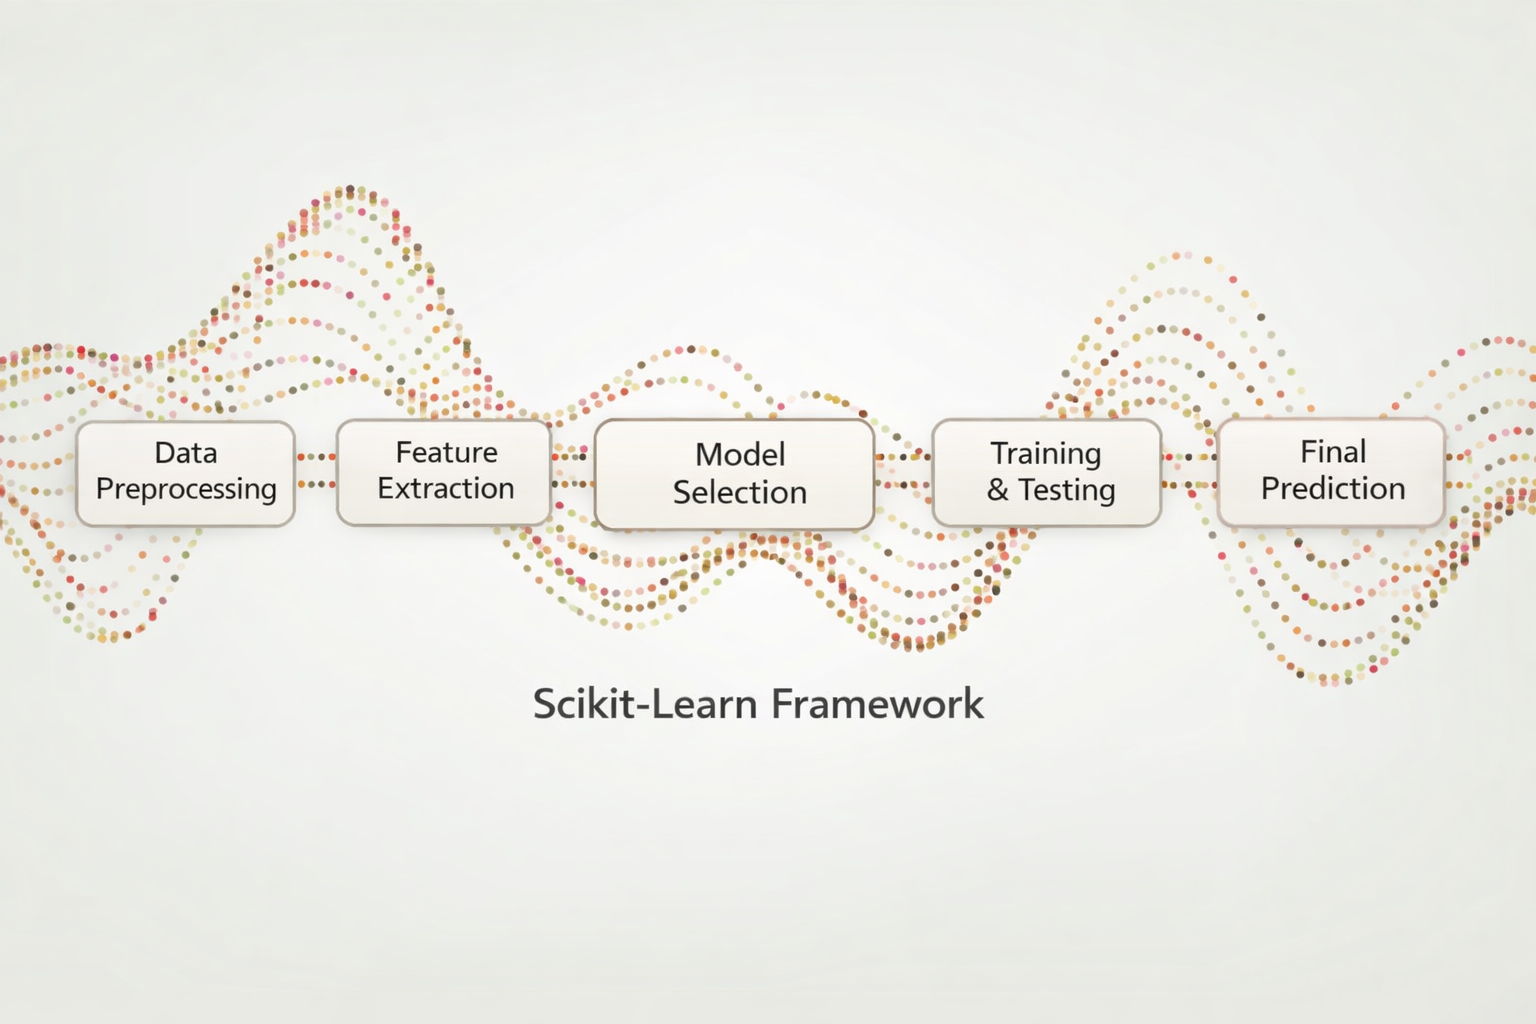 Data
Preprocessing
Feature
Extraction
Model
Selection
Training
& Testing
Final
Prediction
Scikit-Learn Framework